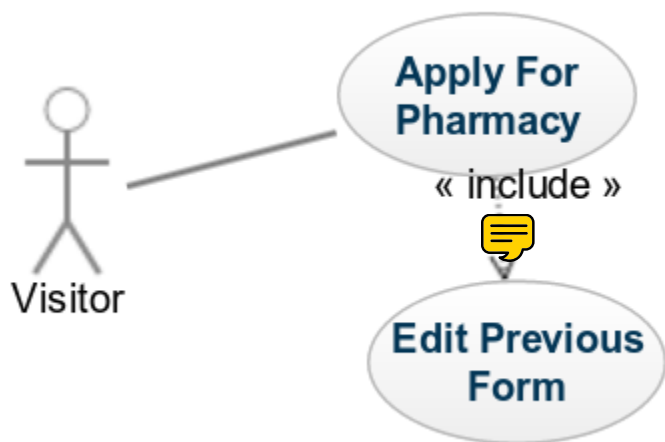 Apply For
Pharmacy
« include »
Visitor
Edit Previous
Form